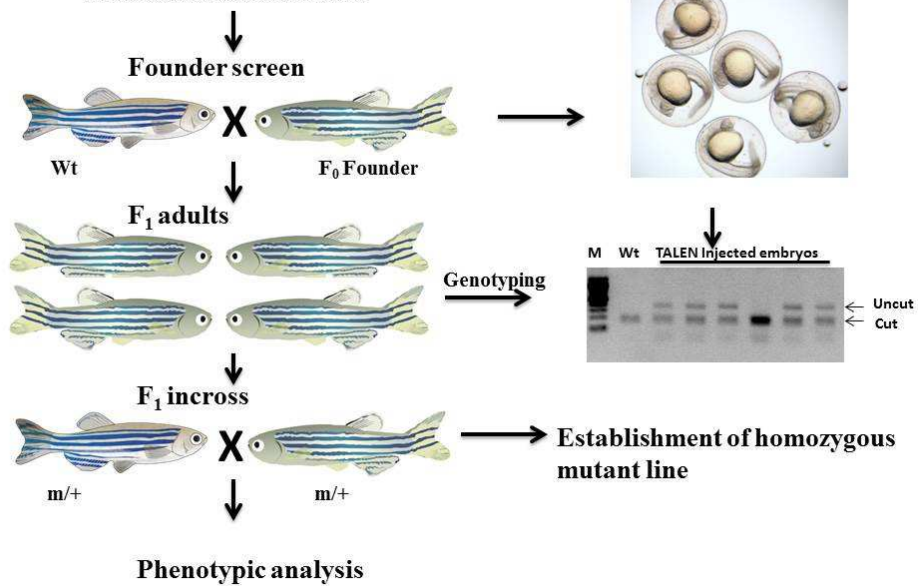 Founder screen
X
Wt
F₀ Founder
F₁ adults
M Wt TALEN Injected embryos
Genotyping
Uncut
Cut
F₁ incross
X
Establishment of homozygous
mutant line
m/+
m/+
Phenotypic analysis